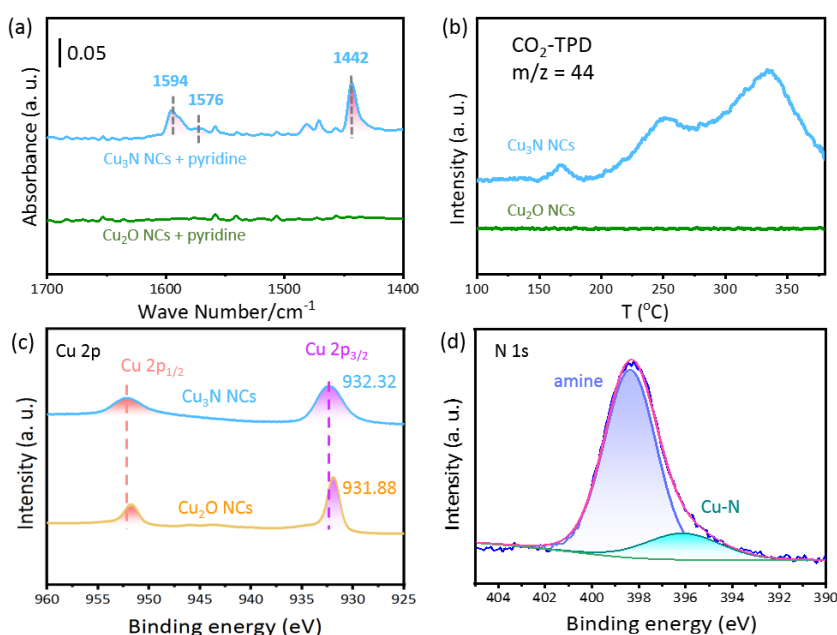 (a)
0.05
1594
1576
1442
Cu₃N NCs + pyridine
Cu₂O NCs + pyridine
Absorbance (a. u.)
1700
1600
1500
1400
Wave Number/cm⁻¹
(b)
CO₂-TPD
m/z = 44
Cu₃N NCs
Cu₂O NCs
Intensity (a. u.)
100
150
200
250
300
350
T (°C)
(c)
Cu 2p
Cu 2p₁/₂
Cu 2p₃/₂
932.32
Cu₃N NCs
931.88
Cu₂O NCs
Intensity (a. u.)
960
955
950
945
940
935
930
925
Binding energy (eV)
(d)
N 1s
amine
Cu-N
Intensity (a. u.)
404
402
400
398
396
394
392
390
Binding energy (eV)